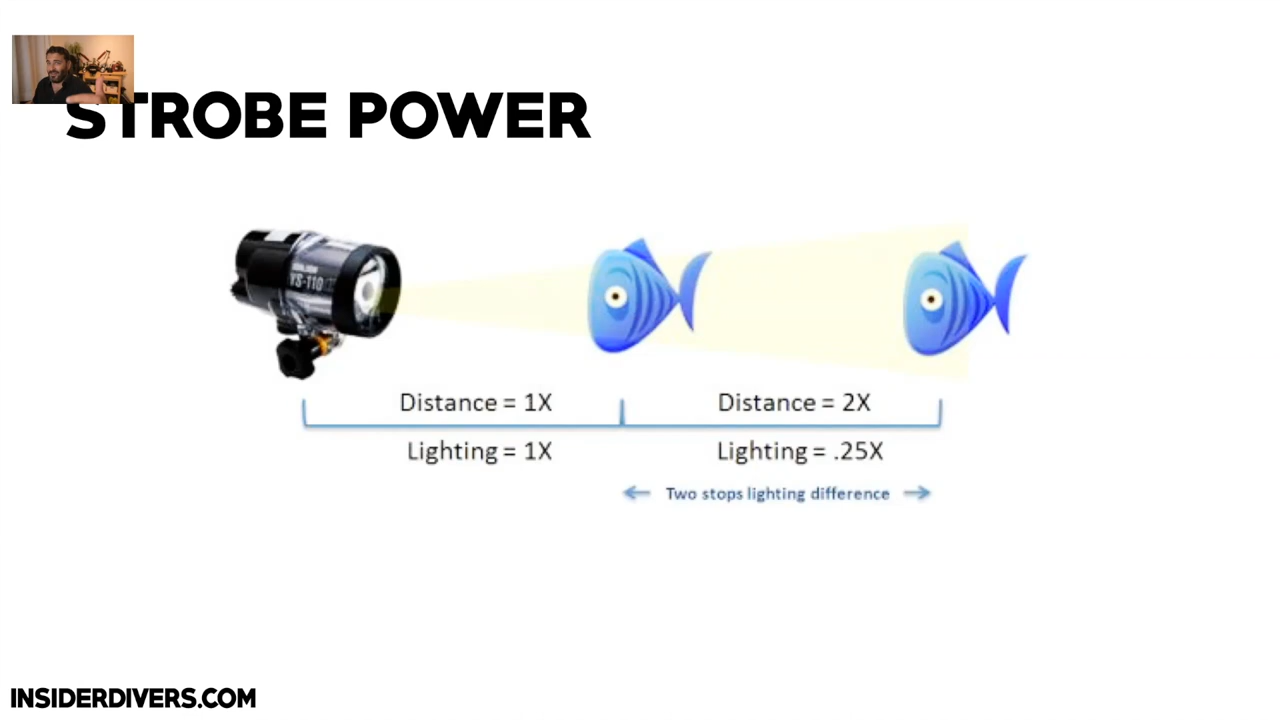 STROBE POWER
YS-110
Distance = 1X
Distance = 2X
Lighting = 1X
Lighting = .25X
Two stops lighting difference
INSIDERDIVERS.COM